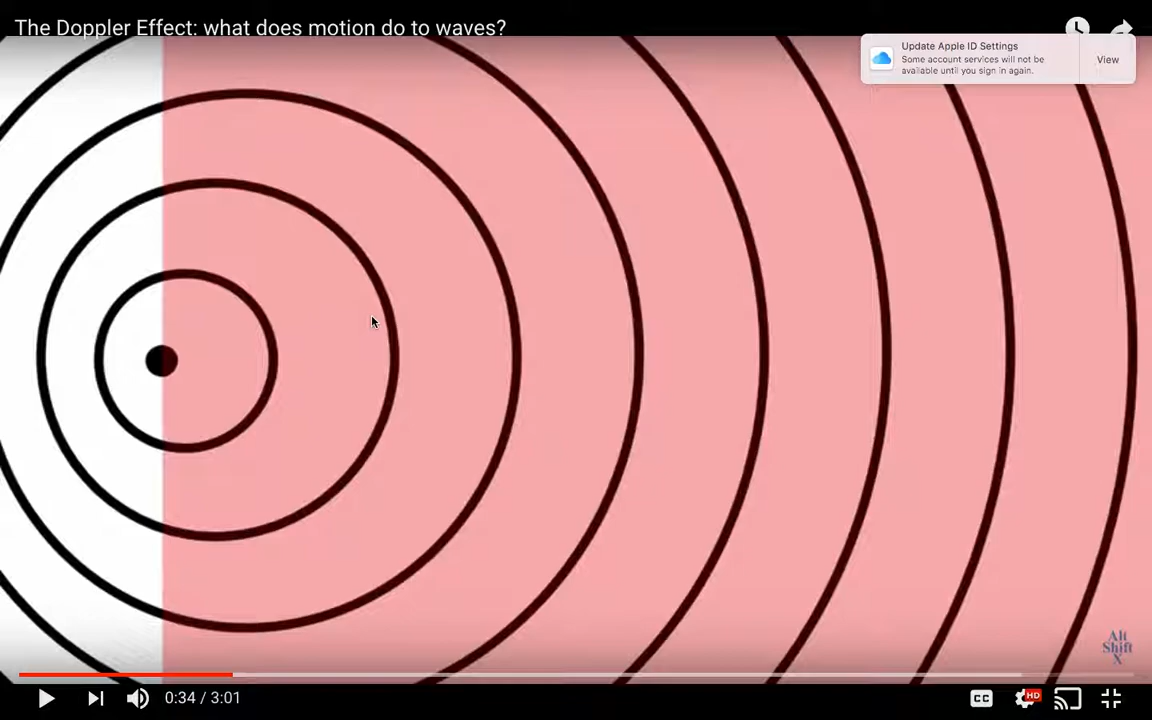 The Doppler Effect: what does motion do to waves?
Update Apple ID Settings
Some account services will not be
available until you sign in again.
View
Alt
Shift
X
0:34 / 3:01
CC
HD